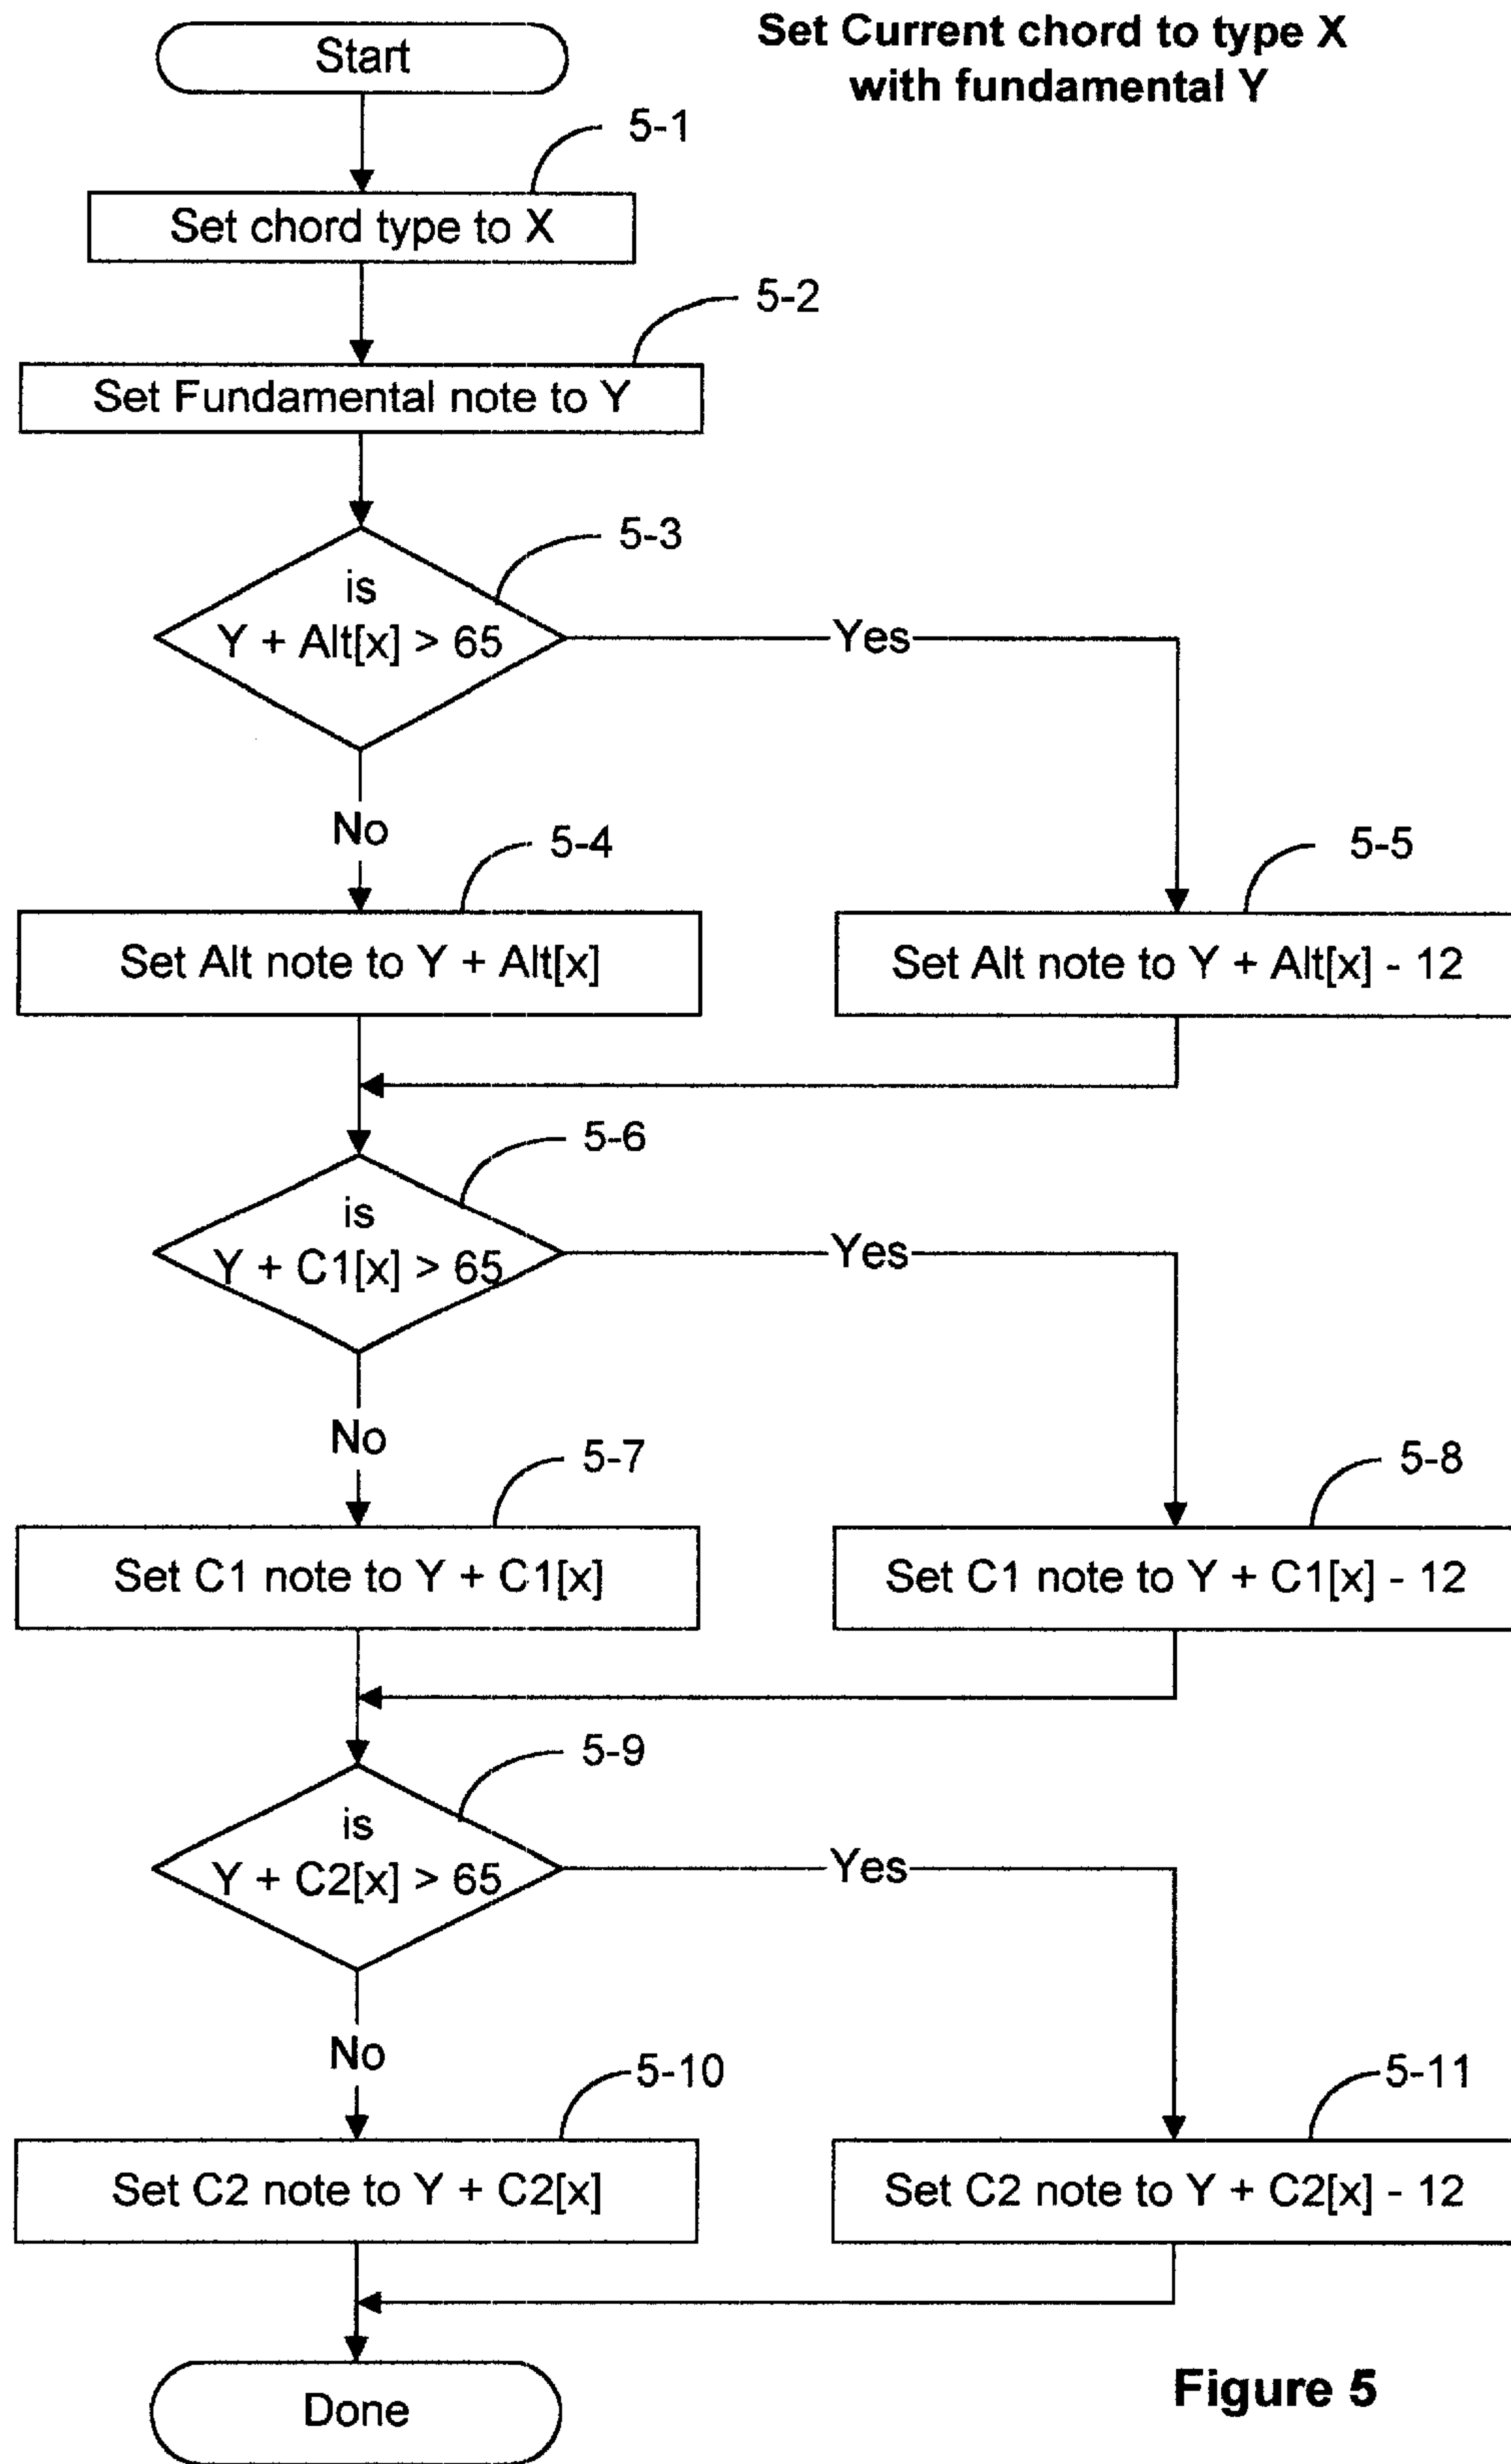 Set Current chord to type X
with fundamental Y
Start
5-1
Set chord type to X
5-2
Set Fundamental note to Y
5-3
is
Y + Alt[x] > 65
Yes
No
5-4
5-5
Set Alt note to Y + Alt[x]
Set Alt note to Y + Alt[x] - 12
5-6
is
Y + C1[x] > 65
Yes
No
5-7
5-8
Set C1 note to Y + C1[x]
Set C1 note to Y + C1[x] - 12
5-9
is
Y + C2[x] > 65
Yes
No
5-10
5-11
Set C2 note to Y + C2[x]
Set C2 note to Y + C2[x] - 12
Done
Figure 5